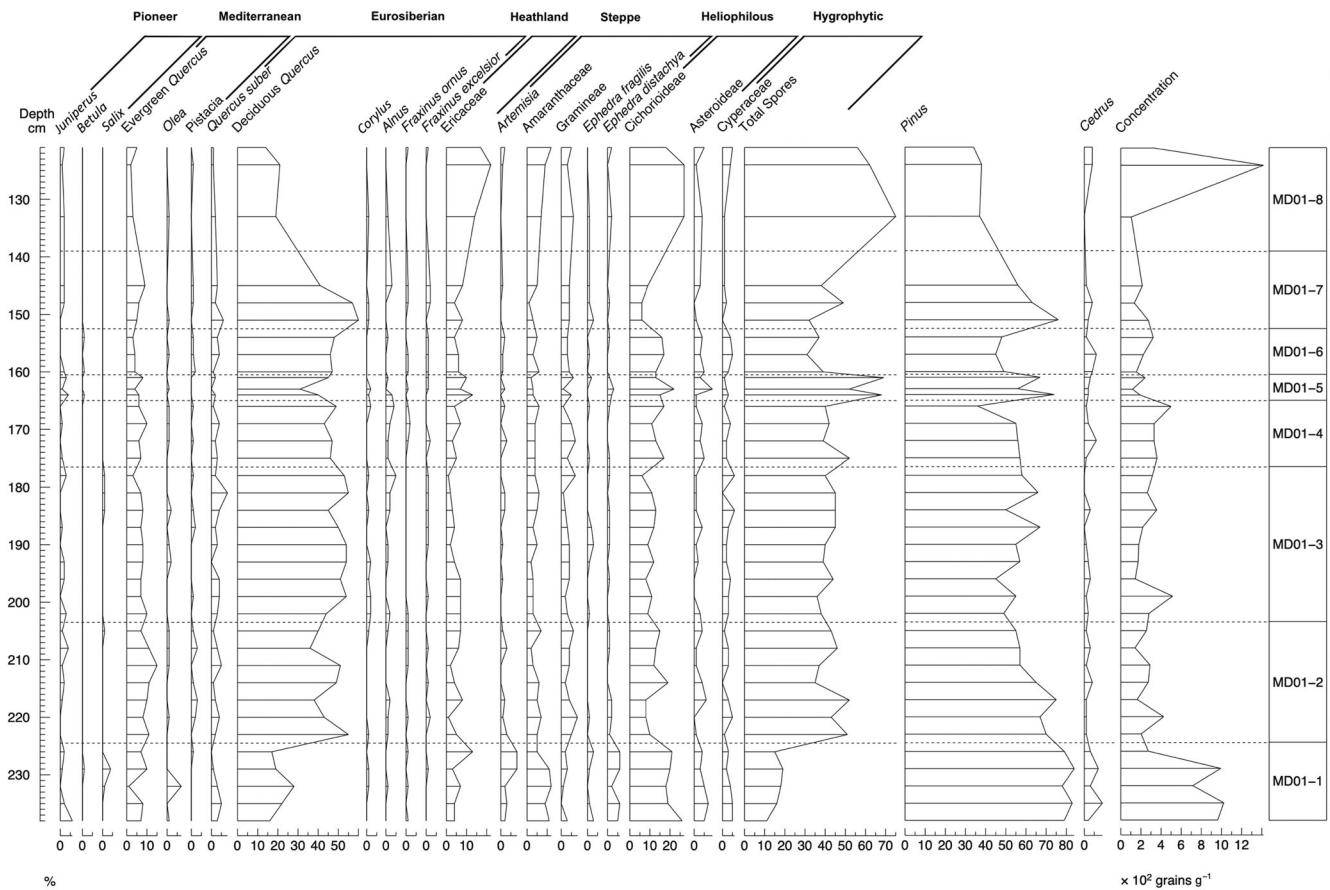 Pioneer Mediterranean Eurosiberian Heathland Steppe Heliophilous Hygrophytic
Depth
cm
Juniperus
Betula
Salix
Evergreen Quercus
Olea
Pistacia
Quercus suber
Deciduous Quercus
Corylus
Alnus
Fraxinus ornus
Fraxinus excelsior
Ericaceae
Artemisia
Amaranthaceae
Gramineae
Ephedra fragilis
Ephedra distachya
Cichorioideae
Asteroideae
Cyperaceae
Total Spores
Pinus
Cedrus
Concentration
130
140
150
160
170
180
190
200
210
220
230
MD01-8
MD01-7
MD01-6
MD01-5
MD01-4
MD01-3
MD01-2
MD01-1
0 0 0 0 10 0 0 0 0 10 20 30 40 50 0 0 0 0 0 10 20 0 0 10 0 0 0 0 10 20 0 0 0 10 20 30 40 50 60 70 0 10 20 30 40 50 60 70 80 0 0 2 4 6 8 10 12
% × 10² grains g⁻¹